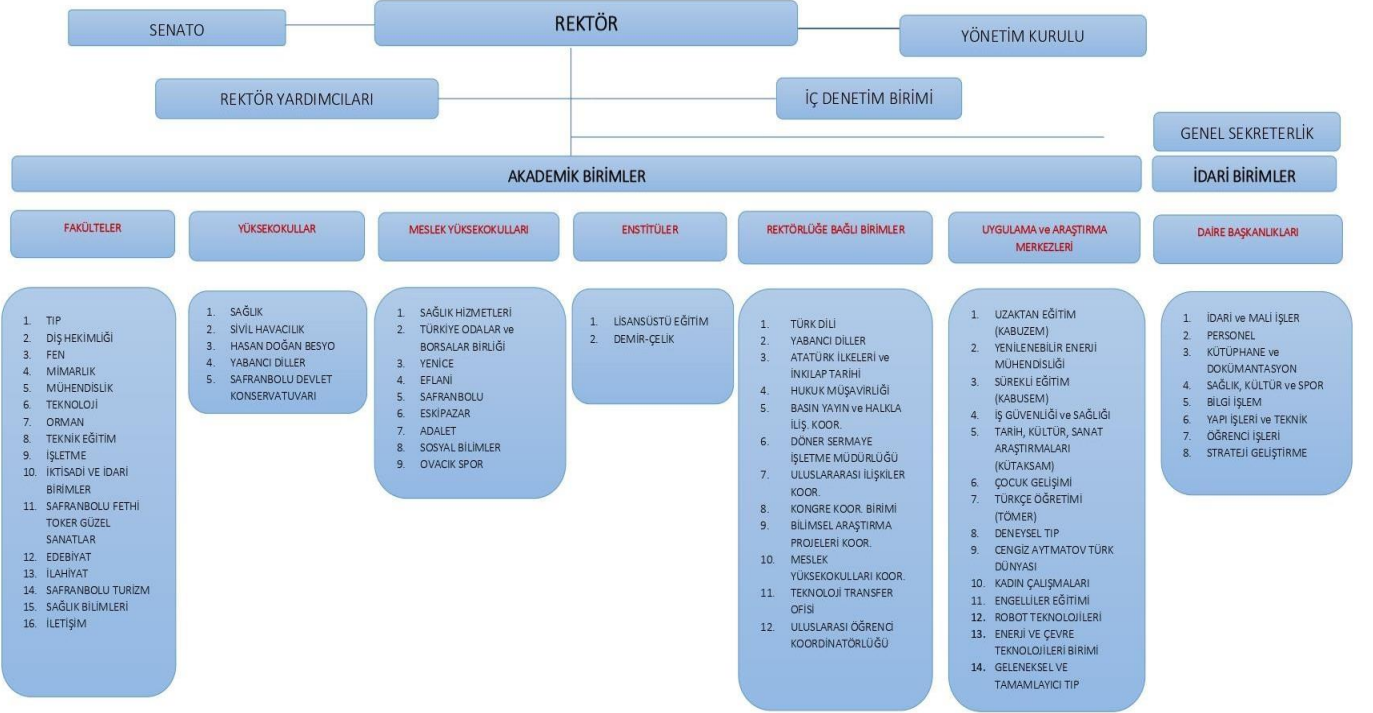 SENATO
REKTÖR
YÖNETİM KURULU
REKTÖR YARDIMCILARI
İÇ DENETİM BİRİMİ
GENEL SEKRETERLİK
AKADEMİK BİRİMLER
İDARİ BİRİMLER
FAKÜLTELER
1. TIP
2. DİŞ HEKİMLİĞİ
3. FEN
4. MİMARLIK
5. MÜHENDİSLİK
6. TEKNOLOJİ
7. ORMAN
8. TEKNİK EĞİTİM
9. İŞLETME
10. İKTİSADİ VE İDARİ
BİRİMLER
11. SAFRANBOLU FETHİ
TOKER GÜZEL
SANATLAR
12. EDEBİYAT
13. İLAHİYAT
14. SAFRANBOLU TURİZM
15. SAĞLIK BİLİMLERİ
16. İLETİŞİM
YÜKSEKOKULLAR
1. SAĞLIK
2. SİVİL HAVACILIK
3. HASAN DOĞAN BESYO
4. YABANCI DİLLER
5. SAFRANBOLU DEVLET
KONSERVATUVARI
MESLEK YÜKSEKOKULLARI
1. SAĞLIK HİZMETLERİ
2. TÜRKİYE ODALAR ve
BORSALAR BİRLİĞİ
3. YENİCE
4. EFLANİ
5. SAFRANBOLU
6. ESKİPAZAR
7. ADALET
8. SOSYAL BİLİMLER
9. OVACIK SPOR
ENSTİTÜLER
1. LİSANSÜSTÜ EĞİTİM
2. DEMİR-ÇELİK
REKTÖRLÜĞE BAĞLI BİRİMLER
1. TÜRK DİLİ
2. YABANCI DİLLER
3. ATATÜRK İLKELERİ ve
İNKILAP TARİHİ
4. HUKUK MÜŞAVİRLİĞİ
5. BASIN YAYIN ve HALKLA
İLİŞ. KOOR.
6. DÖNER SERMAYE
İŞLETME MÜDÜRLÜĞÜ
7. ULUSLARARASI İLİŞKİLER
KOOR.
8. KONGRE KOOR. BİRİMİ
9. BİLİMSEL ARAŞTIRMA
PROJELERİ KOOR.
10. MESLEK
YÜKSEKOKULLARI KOOR.
11. TEKNOLOJİ TRANSFER
OFİSİ
12. ULUSLARASI ÖĞRENCİ
KOORDİNATÖRLÜĞÜ
UYGULAMA ve ARAŞTIRMA
MERKEZLERİ
1. UZAKTAN EĞİTİM
(KABUZEM)
2. YENİLENEBİLİR ENERJİ
MÜHENDİSLİĞİ
3. SÜREKLİ EĞİTİM
(KABUSEM)
4. İŞ GÜVENLİĞİ ve SAĞLIĞI
5. TARİH, KÜLTÜR, SANAT
ARAŞTIRMALARI
(KÜTAKSAM)
6. ÇOCUK GELİŞİMİ
7. TÜRKÇE ÖĞRETİMİ
(TÖMER)
8. DENEYSEL TIP
9. CENGİZ AYTMATOV TÜRK
DÜNYASI
10. KADIN ÇALIŞMALARI
11. ENGELLİLER EĞİTİMİ
12. ROBOT TEKNOLOJİLERİ
13. ENERJİ VE ÇEVRE
TEKNOLOJİLERİ BİRİMİ
14. GELENEKSEL VE
TAMAMLAYICI TIP
DAİRE BAŞKANLIKLARI
1. İDARİ ve MALİ İŞLER
2. PERSONEL
3. KÜTÜPHANE ve
DOKÜMANTASYON
4. SAĞLIK, KÜLTÜR ve SPOR
5. BİLGİ İŞLEM
6. YAPI İŞLERİ ve TEKNİK
7. ÖĞRENCİ İŞLERİ
8. STRATEJİ GELİŞTİRME